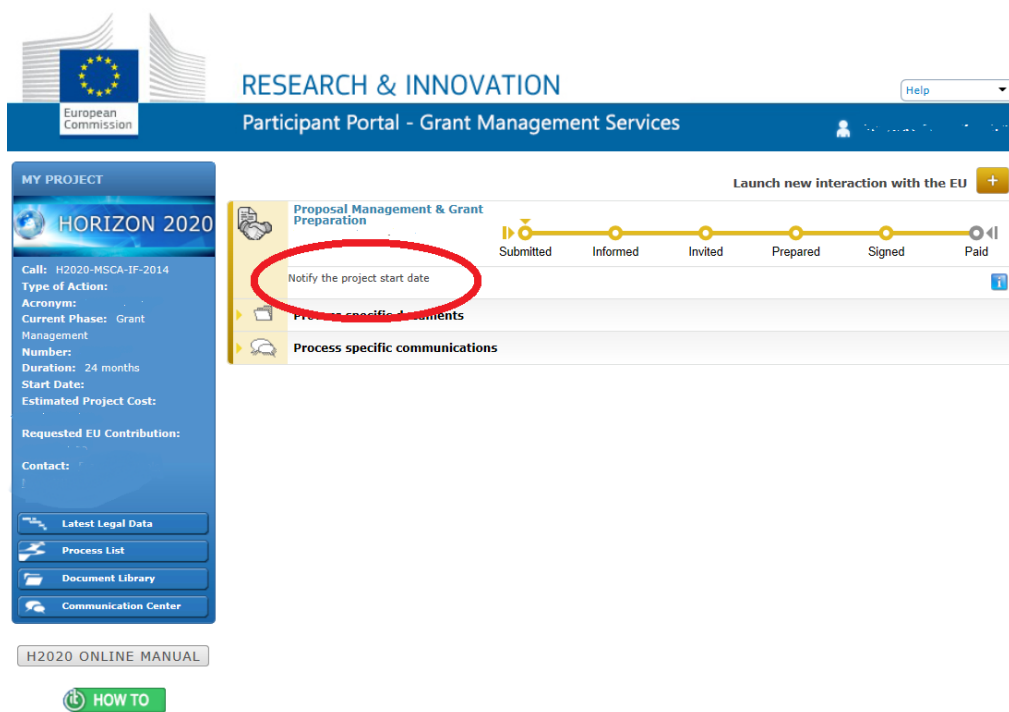 RESEARCH & INNOVATION
Help
European
Commission
Participant Portal - Grant Management Services
MY PROJECT
Launch new interaction with the EU +
HORIZON 2020
Proposal Management & Grant
Preparation
Submitted Informed Invited Prepared Signed Paid
Notify the project start date
Process specific documents
Process specific communications
Call: H2020-MSCA-IF-2014
Type of Action:
Acronym:
Current Phase: Grant
Management
Number:
Duration: 24 months
Start Date:
Estimated Project Cost:
Requested EU Contribution:
Contact:
Latest Legal Data
Process List
Document Library
Communication Center
H2020 ONLINE MANUAL
it HOW TO